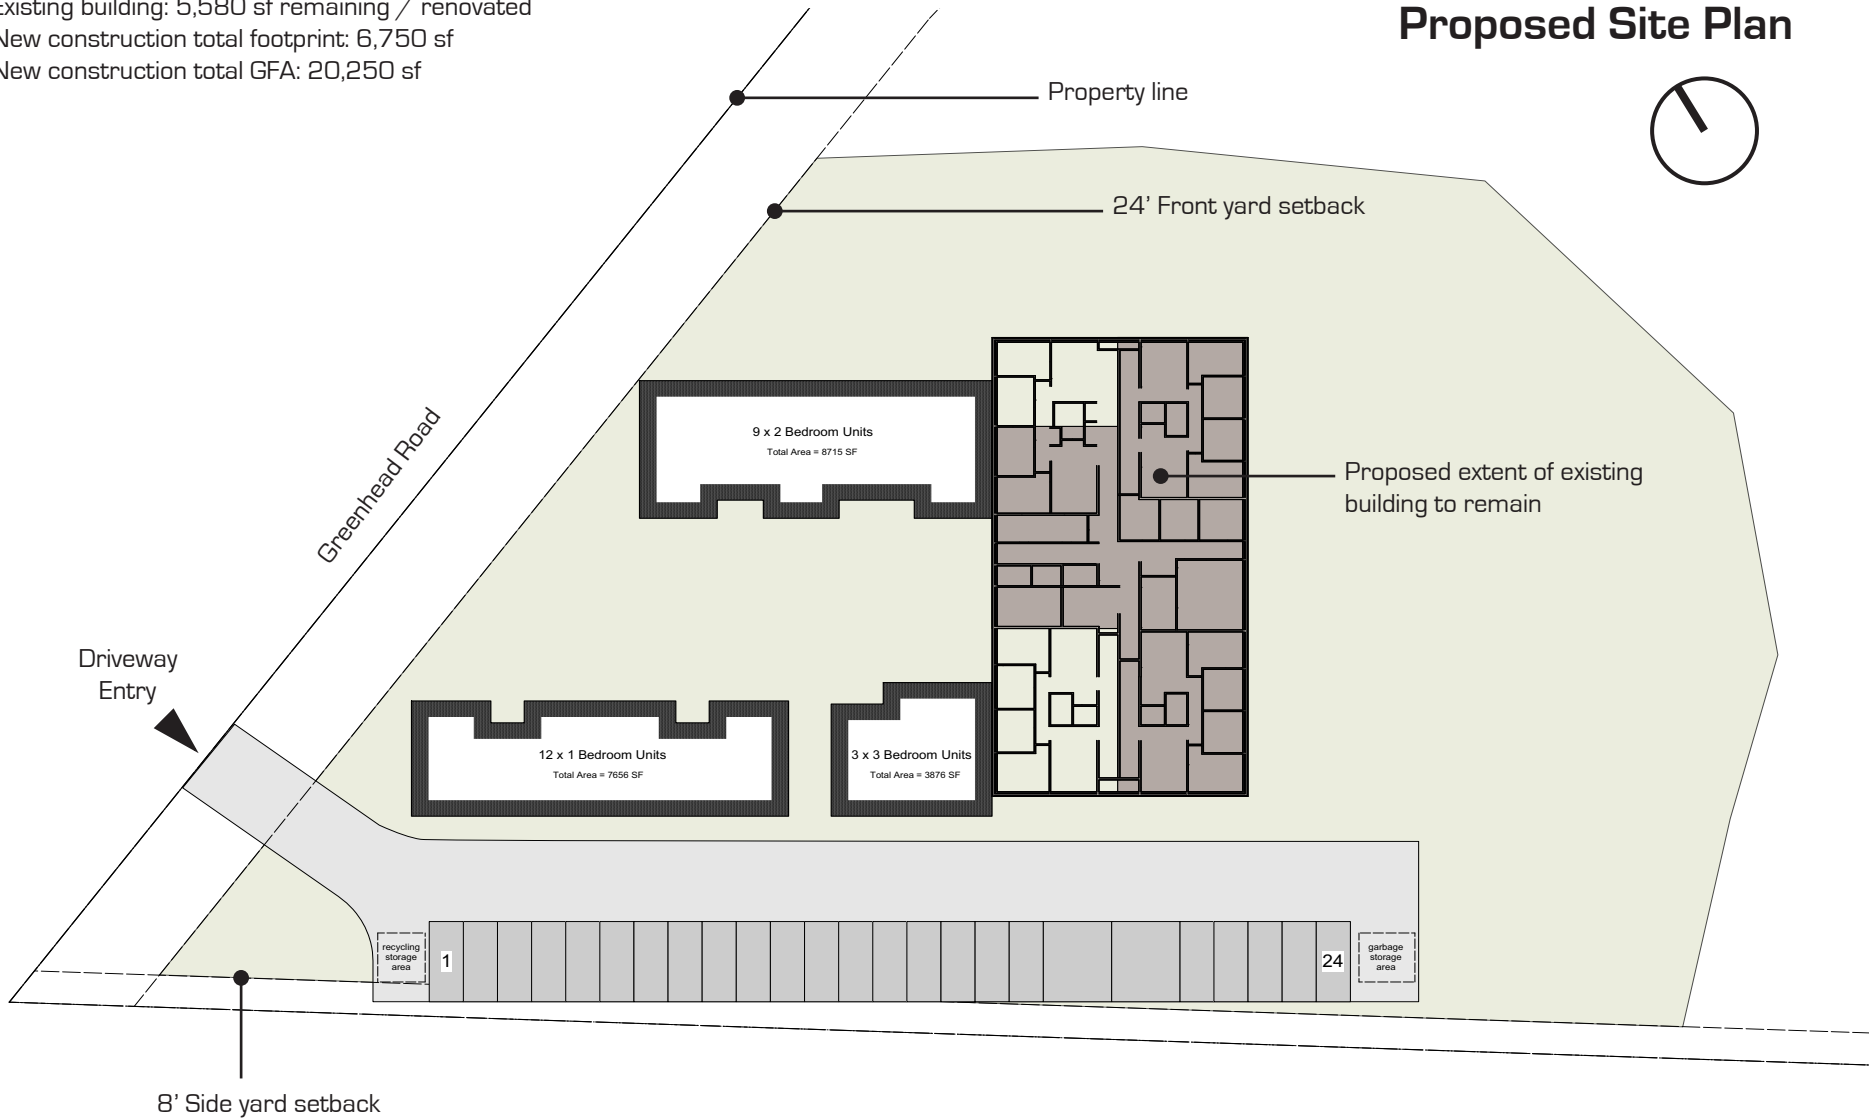 Existing building: 5,580 sf remaining / renovated
New construction total footprint: 6,750 sf
New construction total GFA: 20,250 sf
Proposed Site Plan
Property line
24’ Front yard setback
Greenhead Road
9 x 2 Bedroom Units
Total Area = 8715 SF
Proposed extent of existing
building to remain
Driveway
Entry
12 x 1 Bedroom Units
Total Area = 7656 SF
3 x 3 Bedroom Units
Total Area = 3876 SF
recycling
storage
area
1
24
garbage
storage
area
8’ Side yard setback